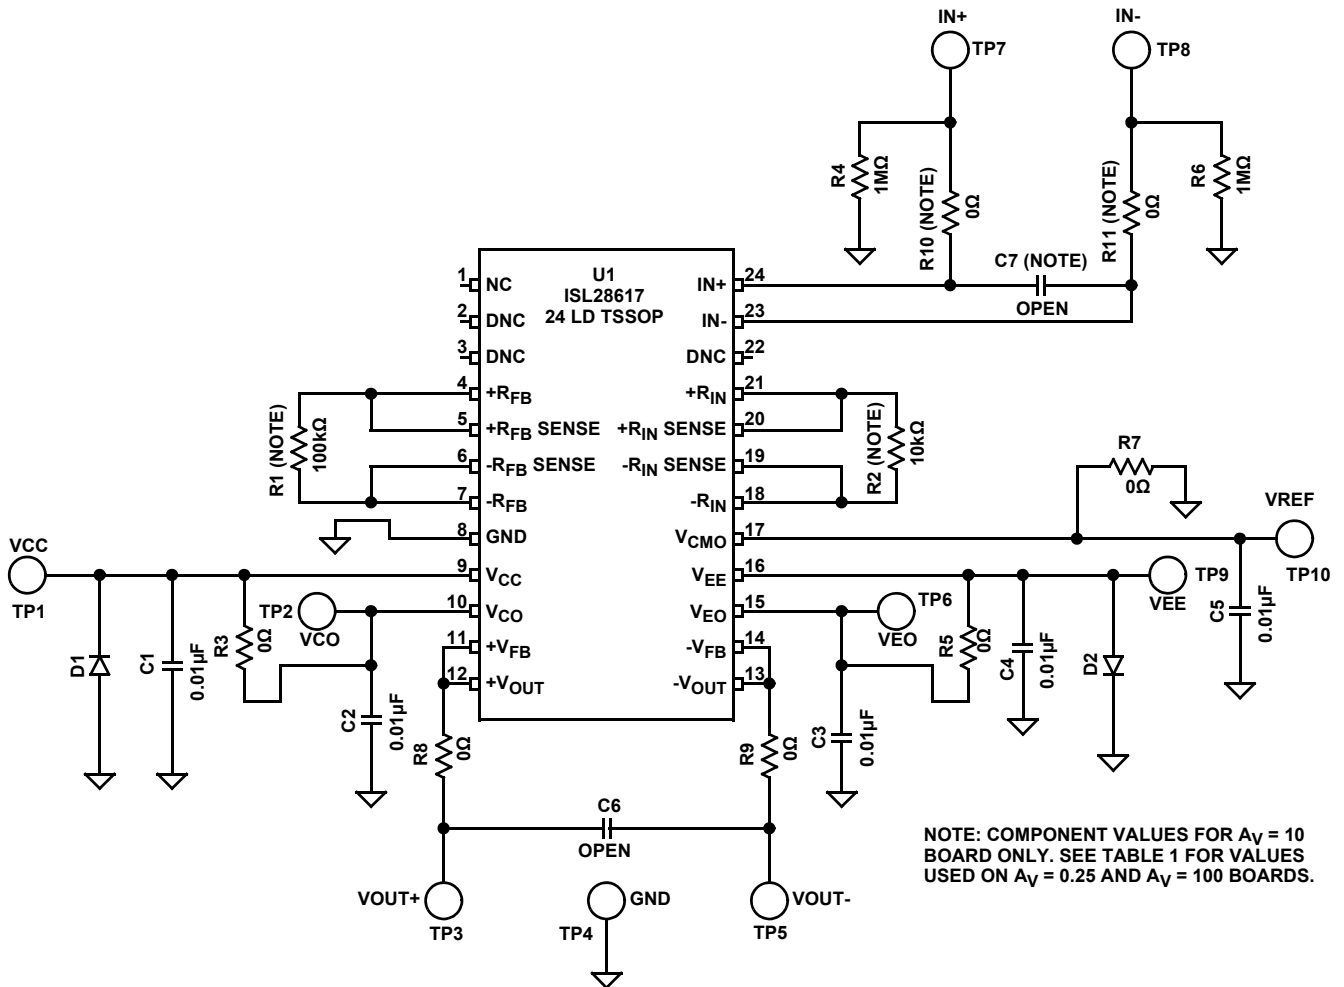 IN+
IN-
TP7
TP8
R4
1MΩ
R10 (NOTE)
0Ω
R11 (NOTE)
0Ω
R6
1MΩ
C7 (NOTE)
OPEN
U1
ISL28617
24 LD TSSOP
1 NC
2 DNC
3 DNC
4 +RFB
5 +RFB SENSE
6 -RFB SENSE
7 -RFB
8 GND
9 VCC
10 VCO
11 +VFB
12 +VOUT
24 IN+
23 IN-
22 DNC
21 +RIN
20 +RIN SENSE
19 -RIN SENSE
18 -RIN
17 VCMO
16 VEE
15 VEO
14 -VFB
13 -VOUT
R1 (NOTE)
100kΩ
R2 (NOTE)
10kΩ
R7
0Ω
VREF
TP10
VCC
TP1
TP2
VCO
TP6
VEO
TP9
VEE
D1
C1
0.01µF
R3
0Ω
C2
0.01µF
R8
0Ω
R9
0Ω
C3
0.01µF
R5
0Ω
C4
0.01µF
D2
C5
0.01µF
C6
OPEN
VOUT+
TP3
GND
TP4
VOUT-
TP5
NOTE: COMPONENT VALUES FOR AV = 10
BOARD ONLY. SEE TABLE 1 FOR VALUES
USED ON AV = 0.25 AND AV = 100 BOARDS.